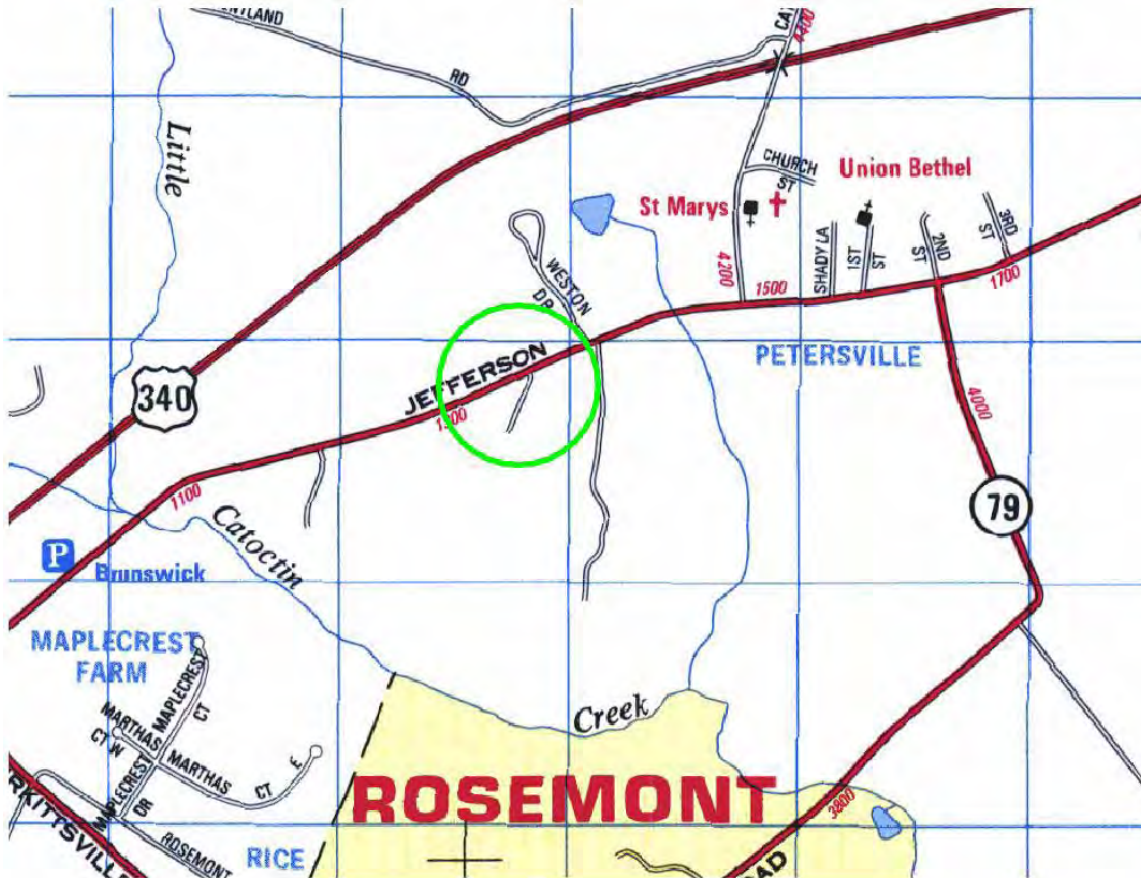 RD
4400
Little
CHURCH
ST
Union Bethel
St Marys
SHADY LA
1ST
ST
2ND
ST
3RD
ST
4200
WESTON
DR
1500
1700
JEFFERSON
PETERSVILLE
340
4000
1100
79
Catoctin
P
Brunswick
MAPLECREST
FARM
MAPLECREST
CT
MARTHAS
CT W
MARTHAS
CT E
MAPLECREST
DR
Creek
ROSEMONT
3800
ROSEMONT
RICE